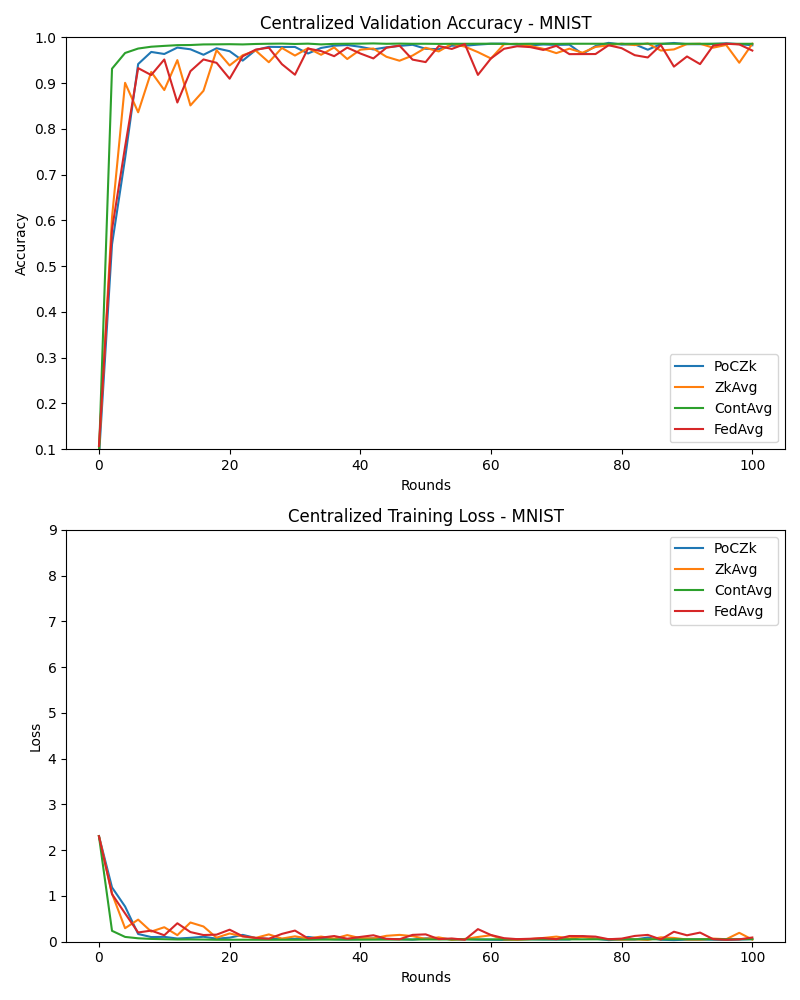 Centralized Validation Accuracy - MNIST
1.0
0.9
0.8
0.7
0.6
0.5
0.4
0.3
0.2
0.1
Accuracy
PoCZk
ZkAvg
ContAvg
FedAvg
0 20 40 60 80 100
Rounds
Centralized Training Loss - MNIST
9
8
7
6
5
4
3
2
1
0
Loss
PoCZk
ZkAvg
ContAvg
FedAvg
0 20 40 60 80 100
Rounds